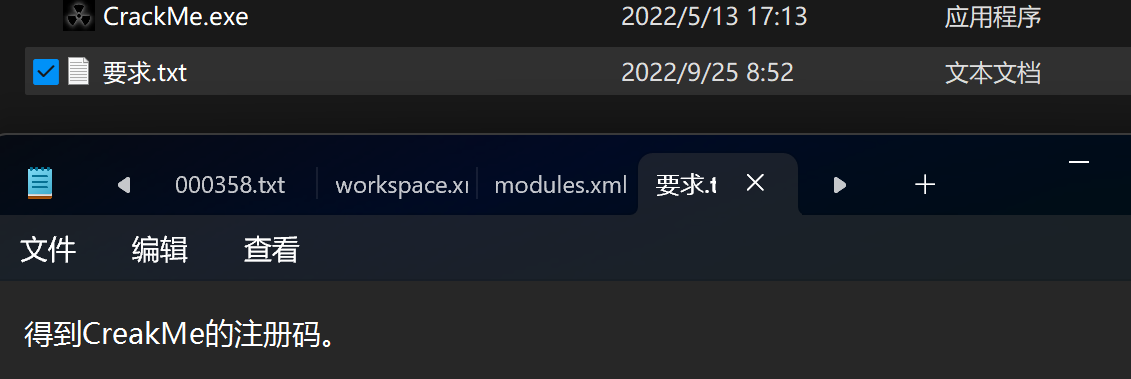 CrackMe.exe 2022/5/13 17:13 应用程序
要求.txt 2022/9/25 8:52 文本文档
000358.txt workspace.xm modules.xml 要求.t
文件 编辑 查看
得到CreakMe的注册码。